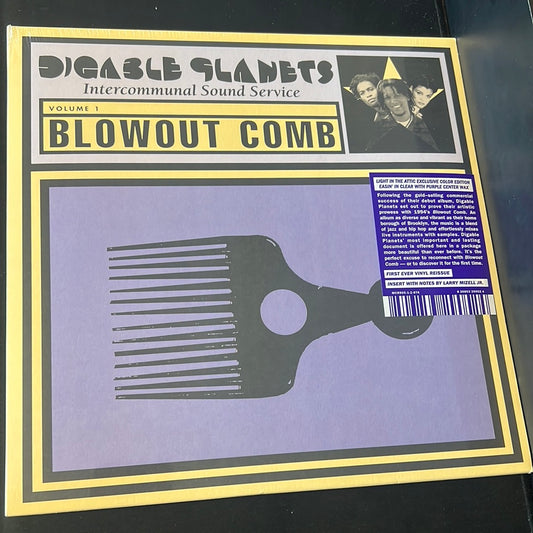 DIGABLE PLANETS
Intercommunal Sound Service
VOLUME 1
BLOWOUT COMB
LIGHT IN THE ATTIC EXCLUSIVE COLOR EDITION
EASIN' IN CLEAR WITH PURPLE CENTER WAX
Following the gold-selling commercial
success of their debut album, Digable
Planets set out to prove their artistic
prowess with 1994's Blowout Comb. An
album as diverse and vibrant as their home
borough of Brooklyn, the music is a blend
of jazz and hip hop and effortlessly mixes
live instruments with samples. Digable
Planets' most important and lasting
document is offered here in a package
more beautiful than ever before. It's the
perfect excuse to reconnect with Blowout
Comb — or to discover it for the first time.
FIRST EVER VINYL REISSUE
INSERT WITH NOTES BY LARRY MIZELL JR.